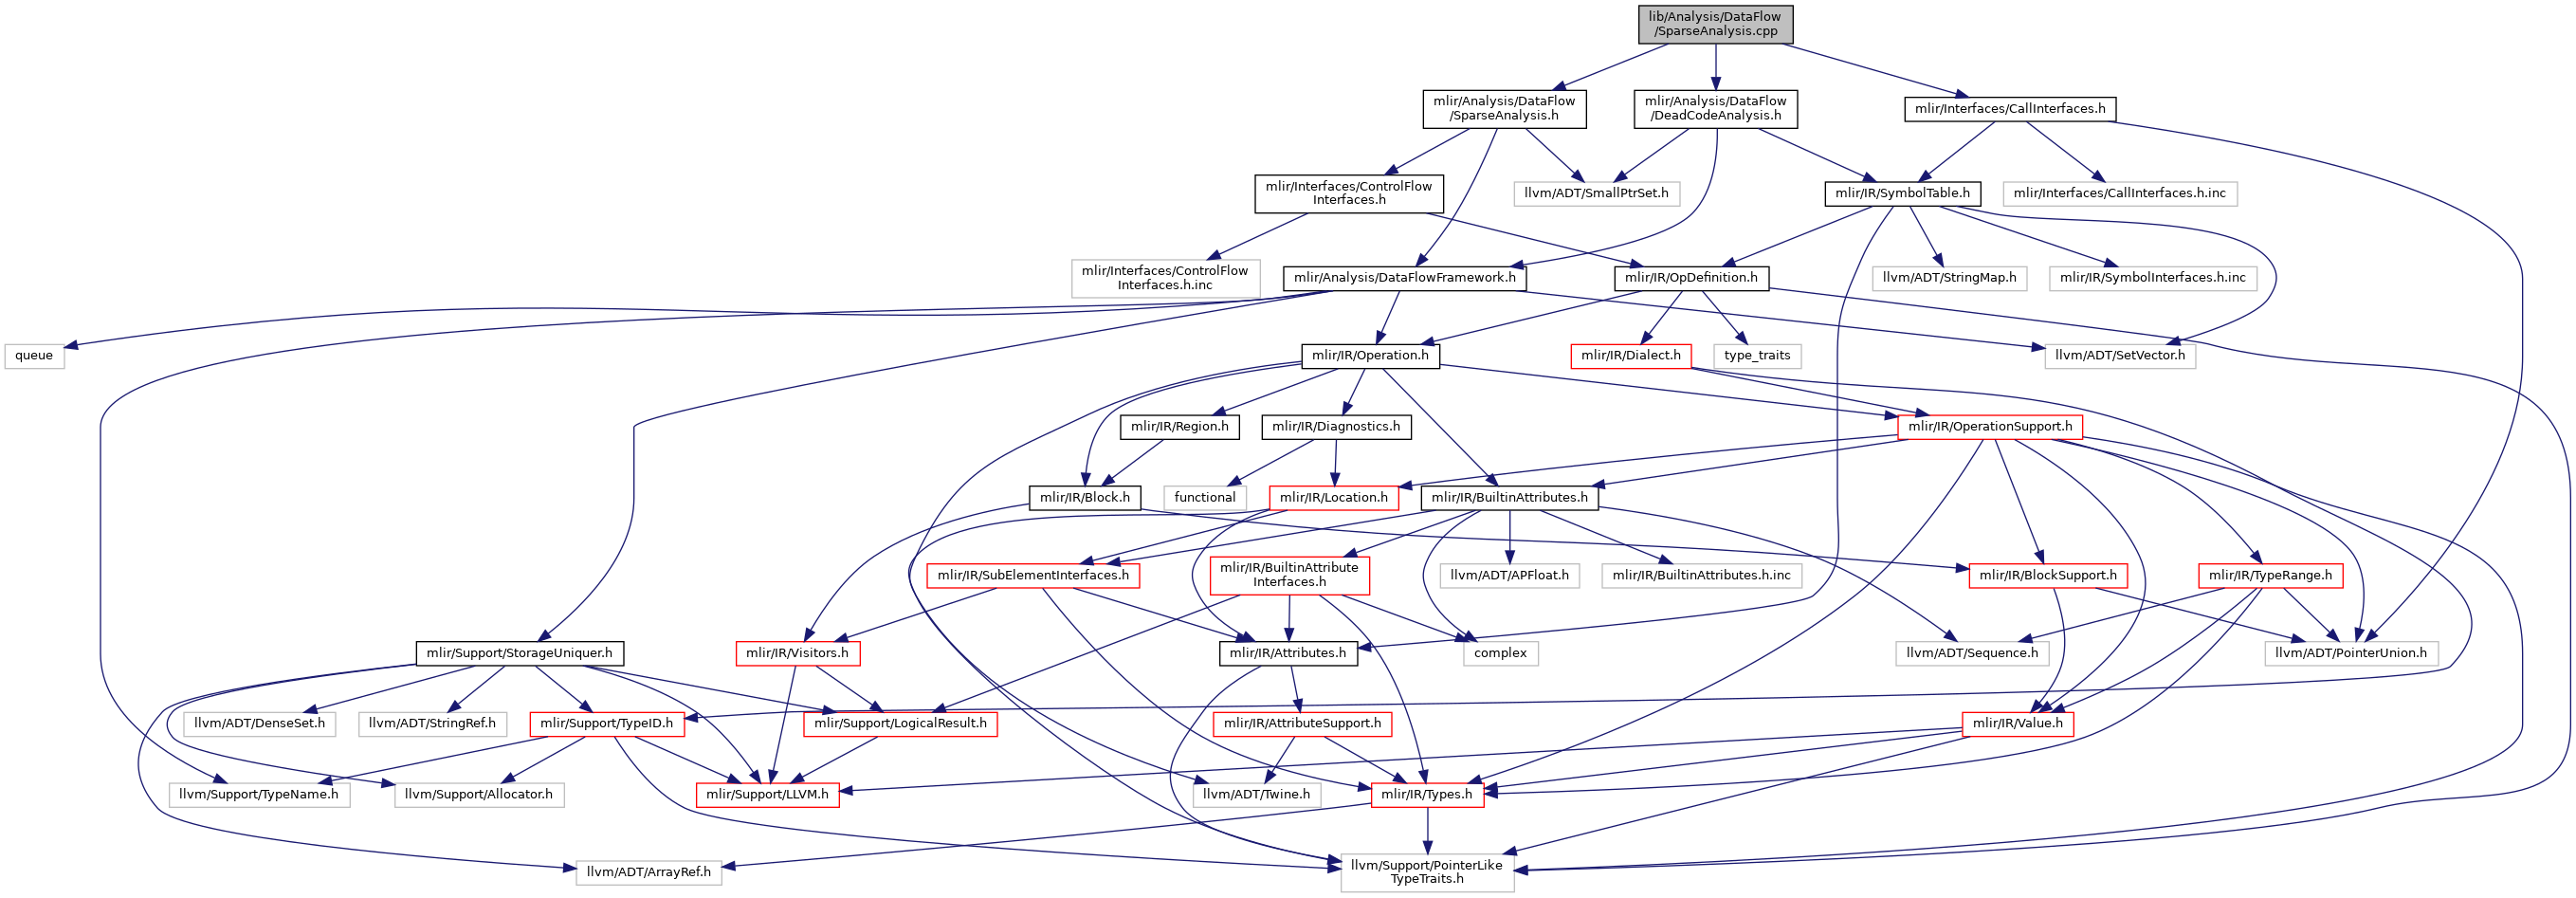 lib/Analysis/DataFlow
/SparseAnalysis.cpp
mlir/Analysis/DataFlow
/SparseAnalysis.h
mlir/Analysis/DataFlow
/DeadCodeAnalysis.h
mlir/Interfaces/CallInterfaces.h
mlir/Interfaces/ControlFlow
Interfaces.h
llvm/ADT/SmallPtrSet.h
mlir/IR/SymbolTable.h
mlir/Interfaces/CallInterfaces.h.inc
mlir/Interfaces/ControlFlow
Interfaces.h.inc
mlir/Analysis/DataFlowFramework.h
mlir/IR/OpDefinition.h
llvm/ADT/StringMap.h
mlir/IR/SymbolInterfaces.h.inc
queue
mlir/IR/Operation.h
mlir/IR/Dialect.h
type_traits
llvm/ADT/SetVector.h
mlir/IR/Region.h
mlir/IR/Diagnostics.h
mlir/IR/OperationSupport.h
mlir/IR/Block.h
functional
mlir/IR/Location.h
mlir/IR/BuiltinAttributes.h
mlir/IR/SubElementInterfaces.h
mlir/IR/BuiltinAttribute
Interfaces.h
llvm/ADT/APFloat.h
mlir/IR/BuiltinAttributes.h.inc
mlir/IR/BlockSupport.h
mlir/IR/TypeRange.h
mlir/Support/StorageUniquer.h
mlir/IR/Visitors.h
mlir/IR/Attributes.h
complex
llvm/ADT/Sequence.h
llvm/ADT/PointerUnion.h
llvm/ADT/DenseSet.h
llvm/ADT/StringRef.h
mlir/Support/TypeID.h
mlir/Support/LogicalResult.h
mlir/IR/AttributeSupport.h
mlir/IR/Value.h
llvm/Support/TypeName.h
llvm/Support/Allocator.h
mlir/Support/LLVM.h
llvm/ADT/Twine.h
mlir/IR/Types.h
llvm/ADT/ArrayRef.h
llvm/Support/PointerLike
TypeTraits.h